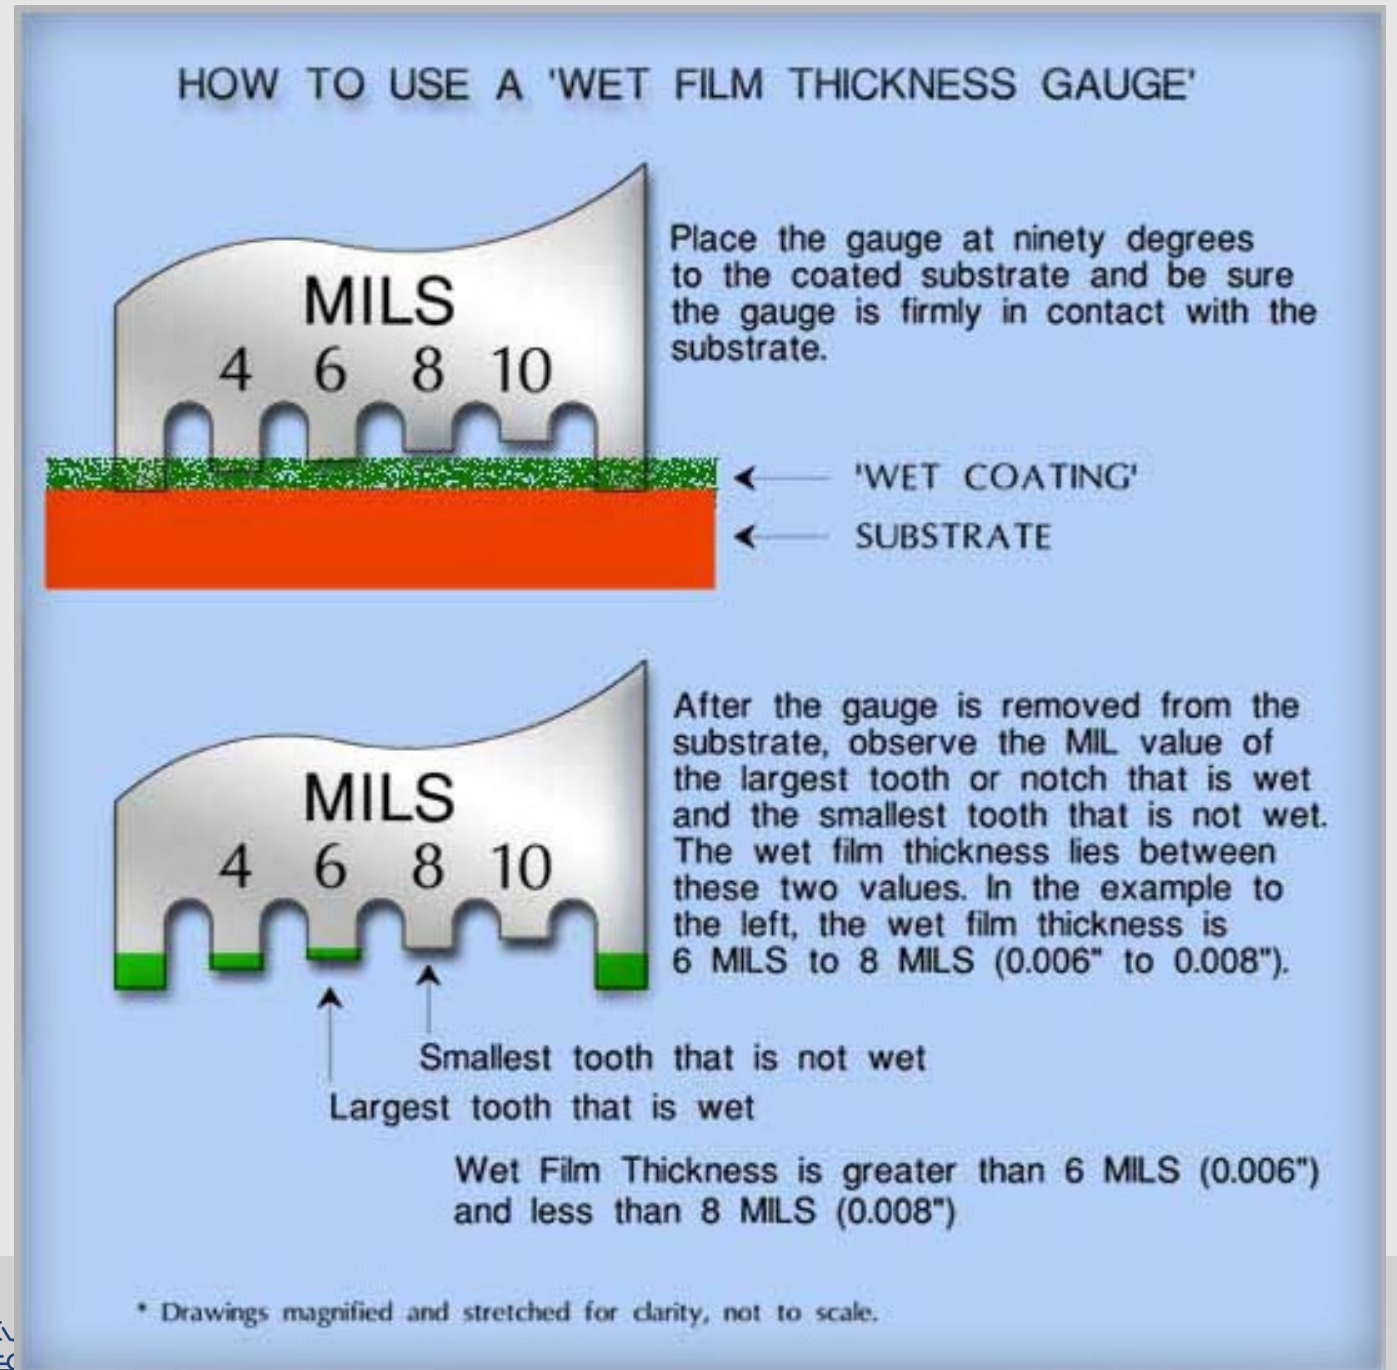 HOW TO USE A 'WET FILM THICKNESS GAUGE'
MILS
4 6 8 10
Place the gauge at ninety degrees
to the coated substrate and be sure
the gauge is firmly in contact with the
substrate.
'WET COATING'
SUBSTRATE
MILS
4 6 8 10
After the gauge is removed from the
substrate, observe the MIL value of
the largest tooth or notch that is wet
and the smallest tooth that is not wet.
The wet film thickness lies between
these two values. In the example to
the left, the wet film thickness is
6 MILS to 8 MILS (0.006" to 0.008").
Smallest tooth that is not wet
Largest tooth that is wet
Wet Film Thickness is greater than 6 MILS (0.006")
and less than 8 MILS (0.008")
* Drawings magnified and stretched for clarity, not to scale.